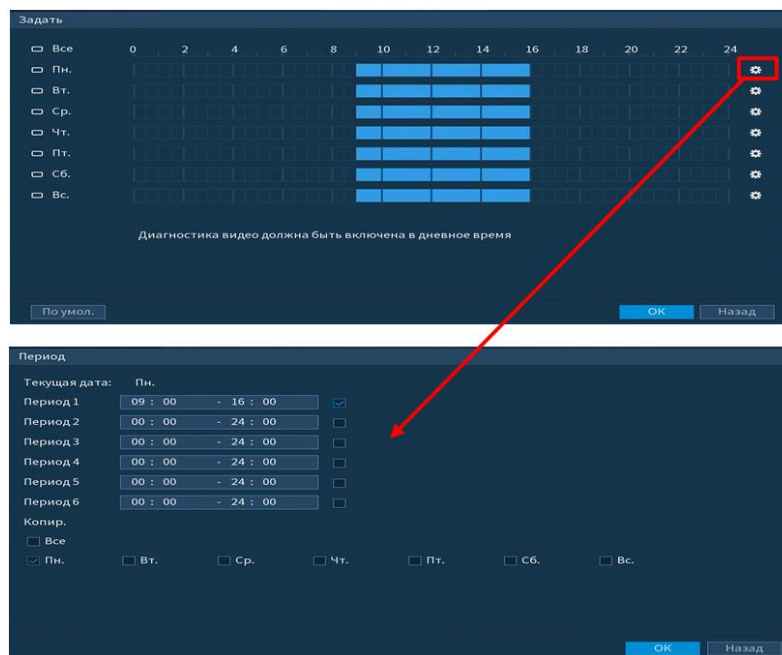 Задать
Все 0 2 4 6 8 10 12 14 16 18 20 22 24
Пн.
Вт.
Ср.
Чт.
Пт.
Сб.
Вс.
Диагностика видео должна быть включена в дневное время
По умол. ОК Назад
Период
Текущая дата: Пн.
Период 1 09 : 00 - 16 : 00
Период 2 00 : 00 - 24 : 00
Период 3 00 : 00 - 24 : 00
Период 4 00 : 00 - 24 : 00
Период 5 00 : 00 - 24 : 00
Период 6 00 : 00 - 24 : 00
Копир.
Все
Пн. Вт. Ср. Чт. Пт. Сб. Вс.
ОК Назад